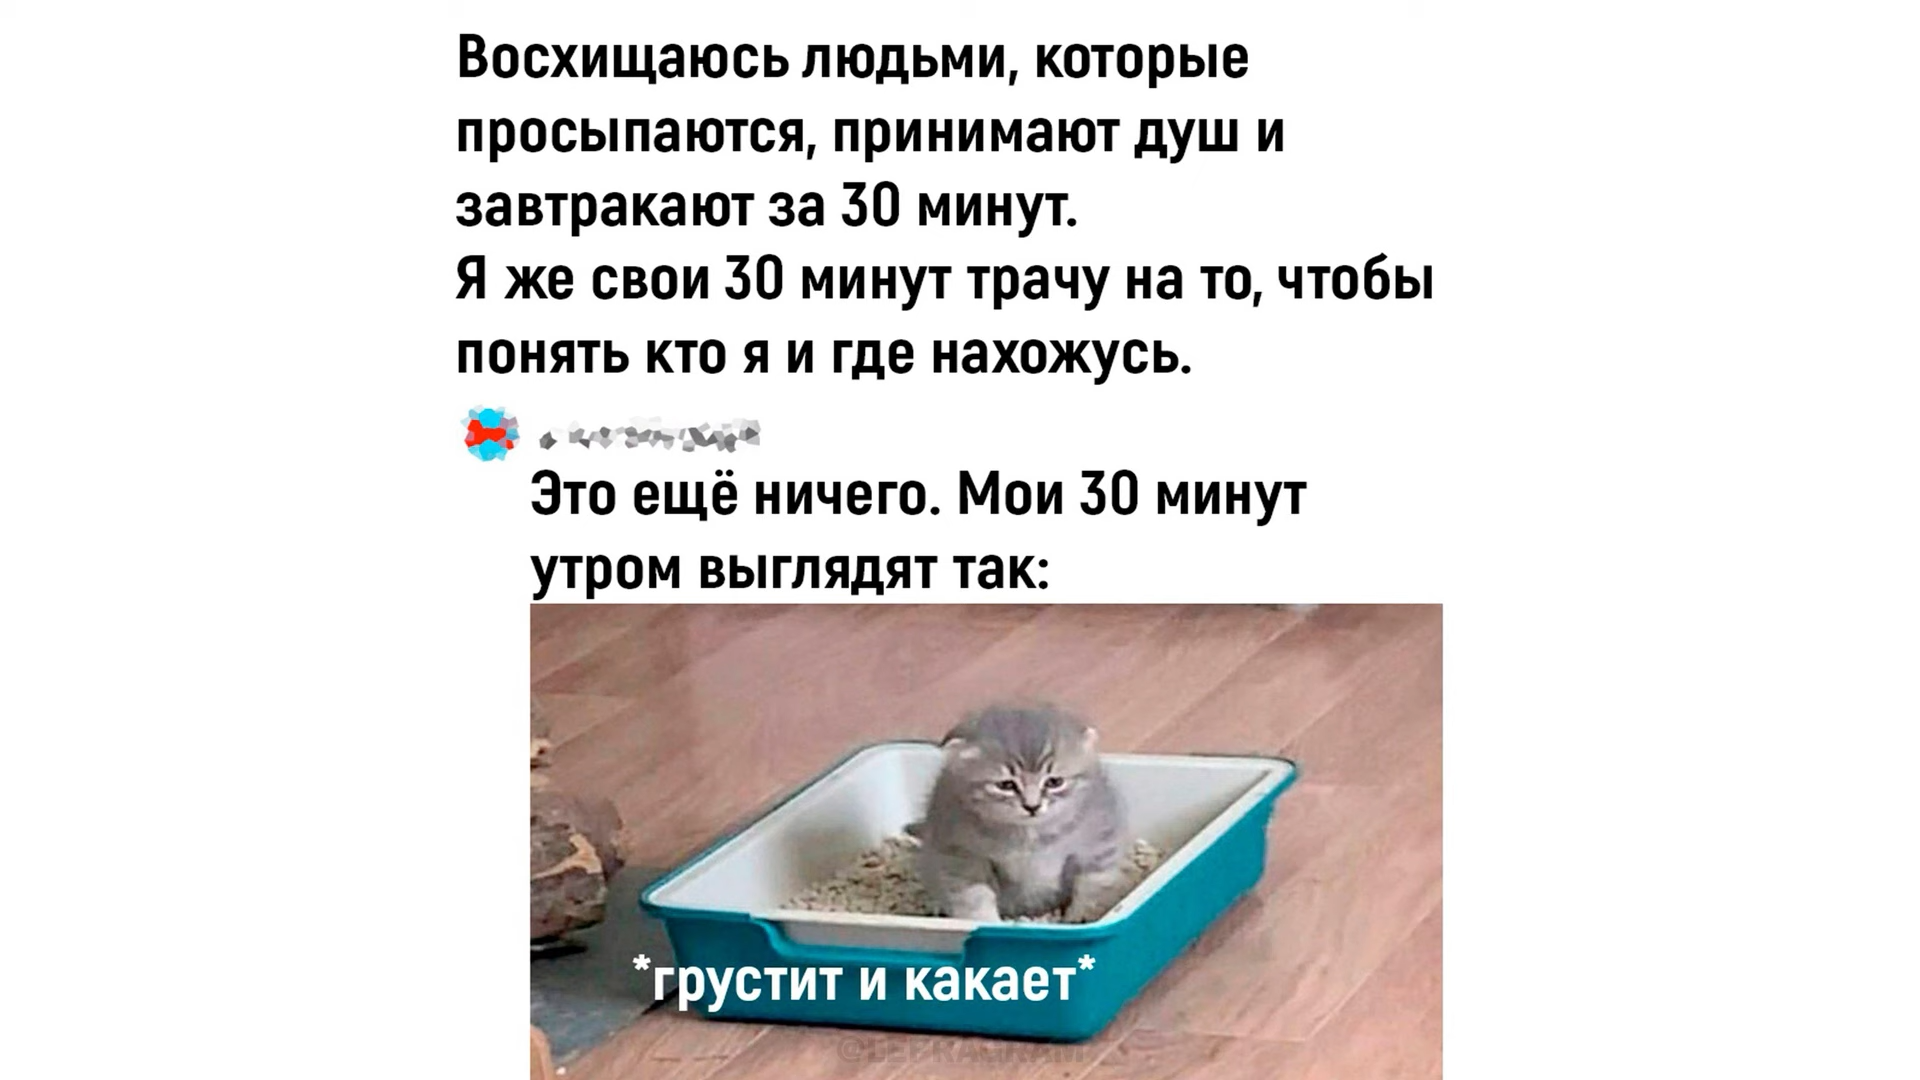 Восхищаюсь людьми, которые
просыпаются, принимают душ и
завтракают за 30 минут.
Я же свои 30 минут трачу на то, чтобы
понять кто я и где нахожусь.
Это ещё ничего. Мои 30 минут
утром выглядят так:
*грустит и какает*
@LEPRAGRAM